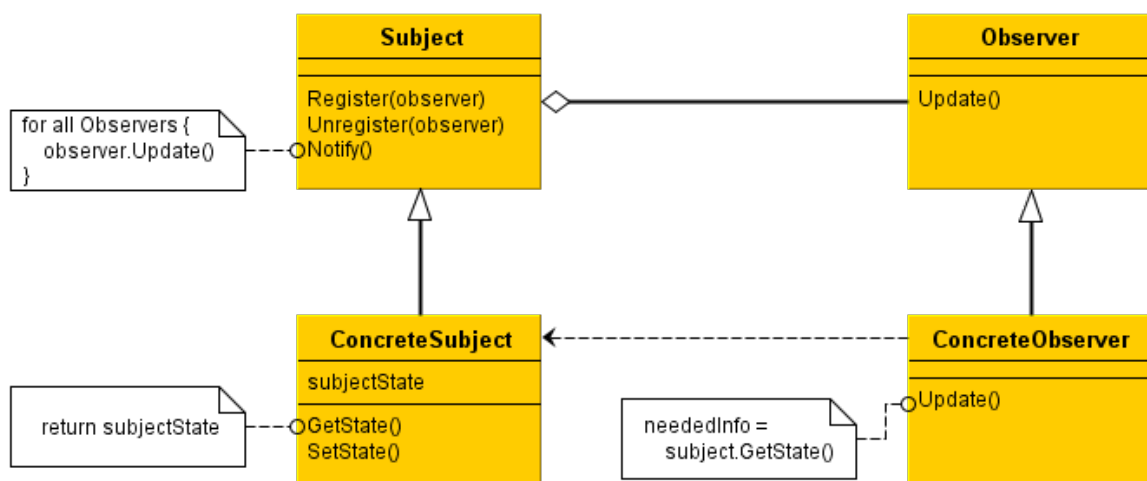 Subject
Register(observer)
Unregister(observer)
Notify()
for all Observers {
observer.Update()
}
Observer
Update()
ConcreteSubject
subjectState
GetState()
SetState()
return subjectState
ConcreteObserver
Update()
neededInfo =
subject.GetState()